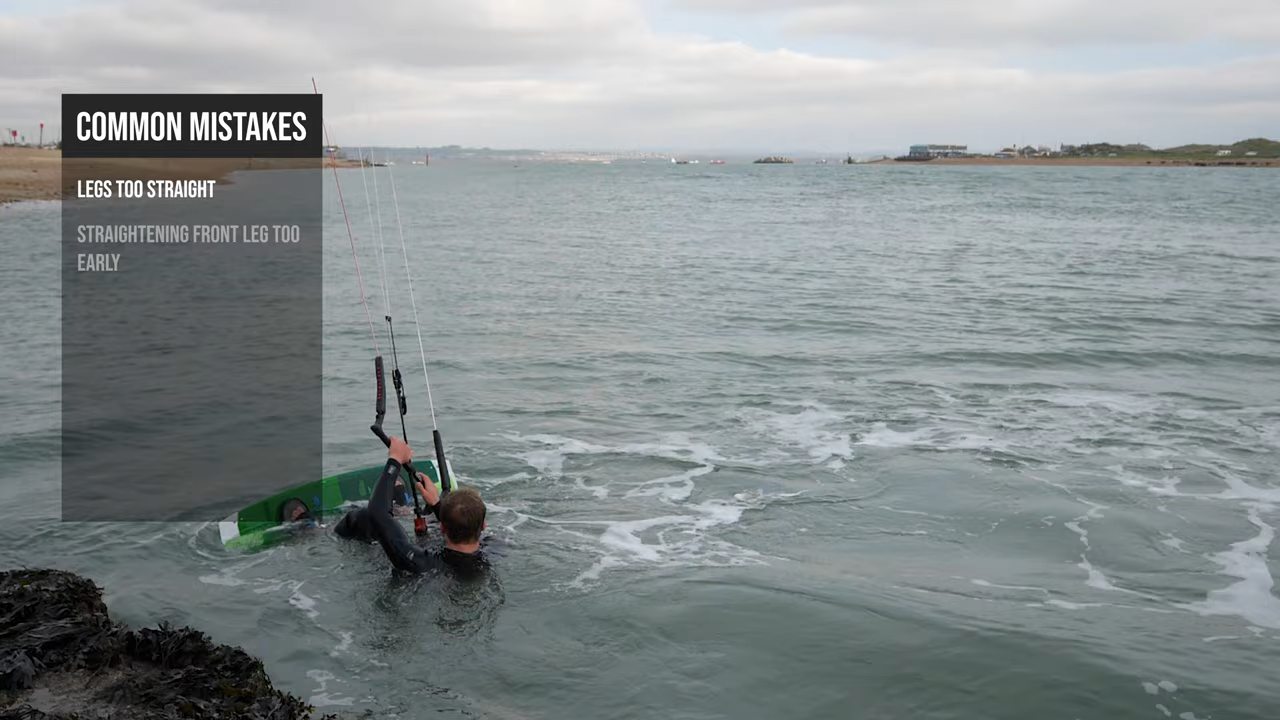 COMMON MISTAKES
LEGS TOO STRAIGHT
STRAIGHTENING FRONT LEG TOO
EARLY